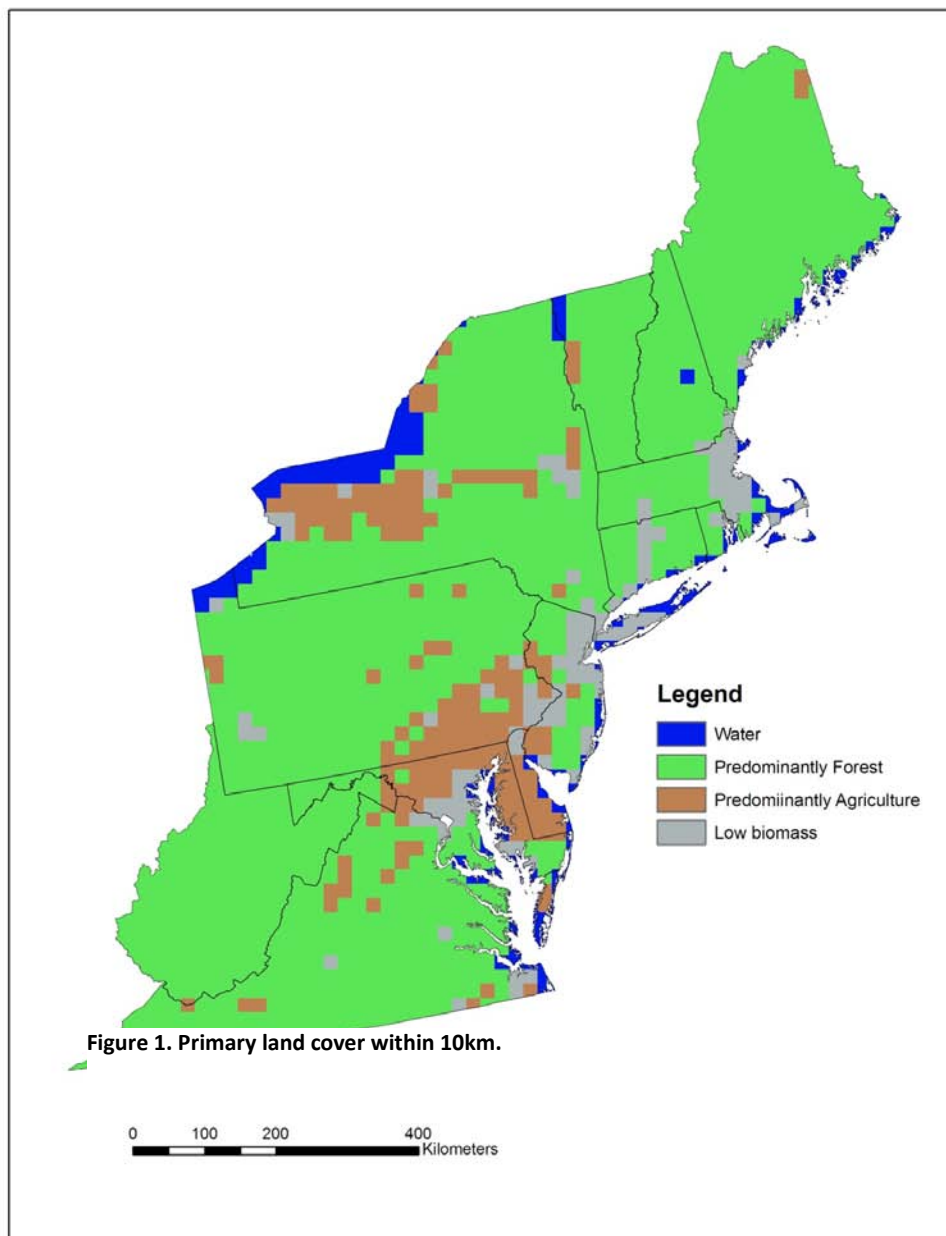 Legend
Water
Predominantly Forest
Predomiinantly Agriculture
Low biomass
Figure 1. Primary land cover within 10km.
0 100 200 400
Kilometers